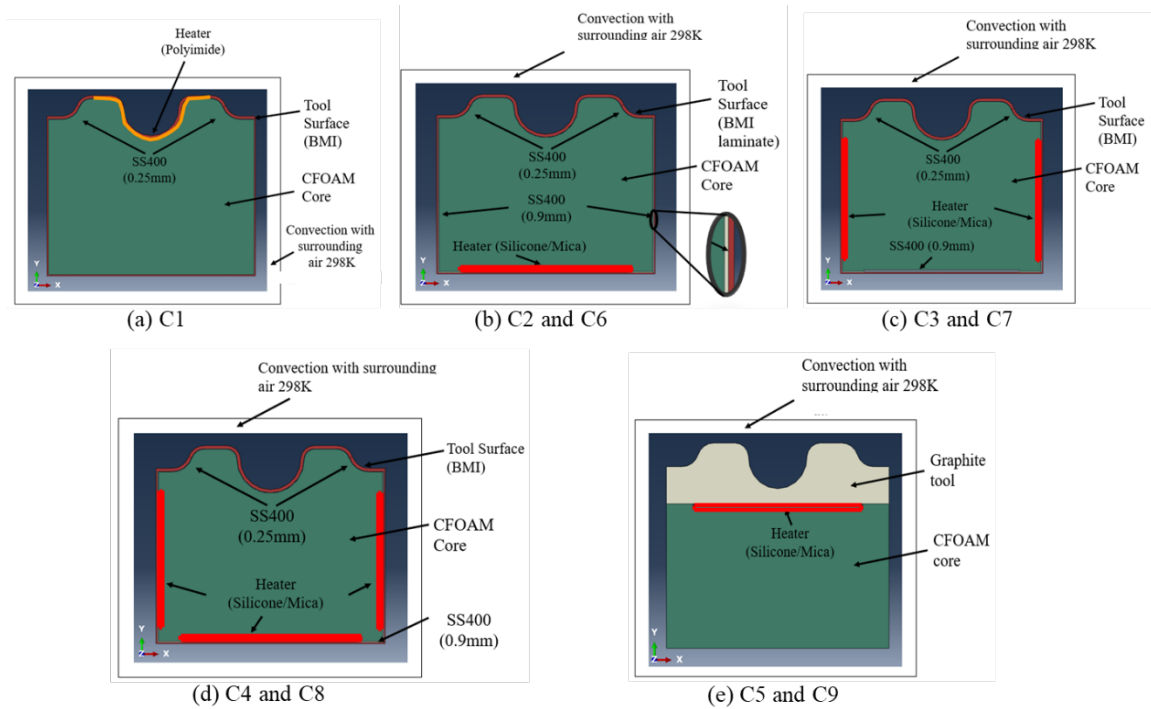 Heater
(Polyimide)
Tool
Surface
(BMI)
SS400
(0.25mm)
CFOAM
Core
Convection with
surrounding
air 298K
Y
Z
X
(a) C1
Convection with
surrounding air 298K
Tool
Surface
(BMI
laminate)
SS400
(0.25mm)
CFOAM
Core
SS400
(0.9mm)
Heater (Silicone/Mica)
Y
Z
X
(b) C2 and C6
Convection with
surrounding air 298K
Tool
Surface
(BMI)
SS400
(0.25mm)
CFOAM
Core
Heater
(Silicone/Mica)
SS400 (0.9mm)
Y
Z
X
(c) C3 and C7
Convection with surrounding
air 298K
Tool Surface
(BMI)
SS400
(0.25mm)
CFOAM
Core
Heater
(Silicone/Mica)
SS400
(0.9mm)
Y
Z
X
(d) C4 and C8
Convection with
surrounding air 298K
....
Graphite
tool
Heater
(Silicone/Mica)
CFOAM
core
Y
Z
X
(e) C5 and C9